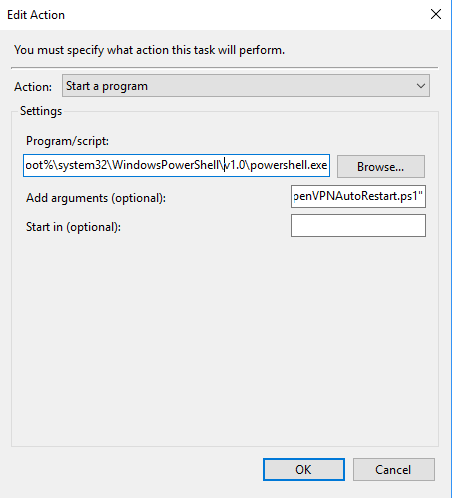 Edit Action
You must specify what action this task will perform.
Action: Start a program
Settings
Program/script:
oot%\system32\WindowsPowerShell\v1.0\powershell.exe Browse...
Add arguments (optional): penVPNAutoRestart.ps1"
Start in (optional):
OK Cancel